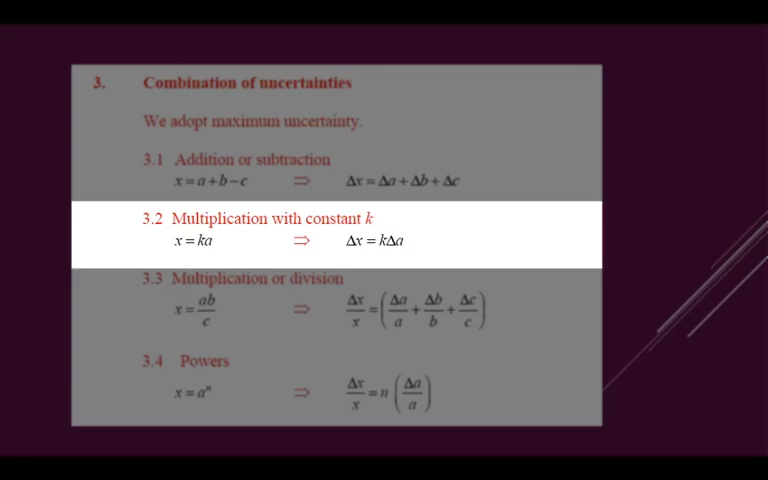 3. Combination of uncertainties
We adopt maximum uncertainty.
3.1 Addition or subtraction
x = a + b − c ⇒ Δx = Δa + Δb + Δc
3.2 Multiplication with constant k
x = ka ⇒ Δx = kΔa
3.3 Multiplication or division
x = ab/c ⇒ Δx/x = (Δa/a + Δb/b + Δc/c)
3.4 Powers
x = aⁿ ⇒ Δx/x = n (Δa/a)